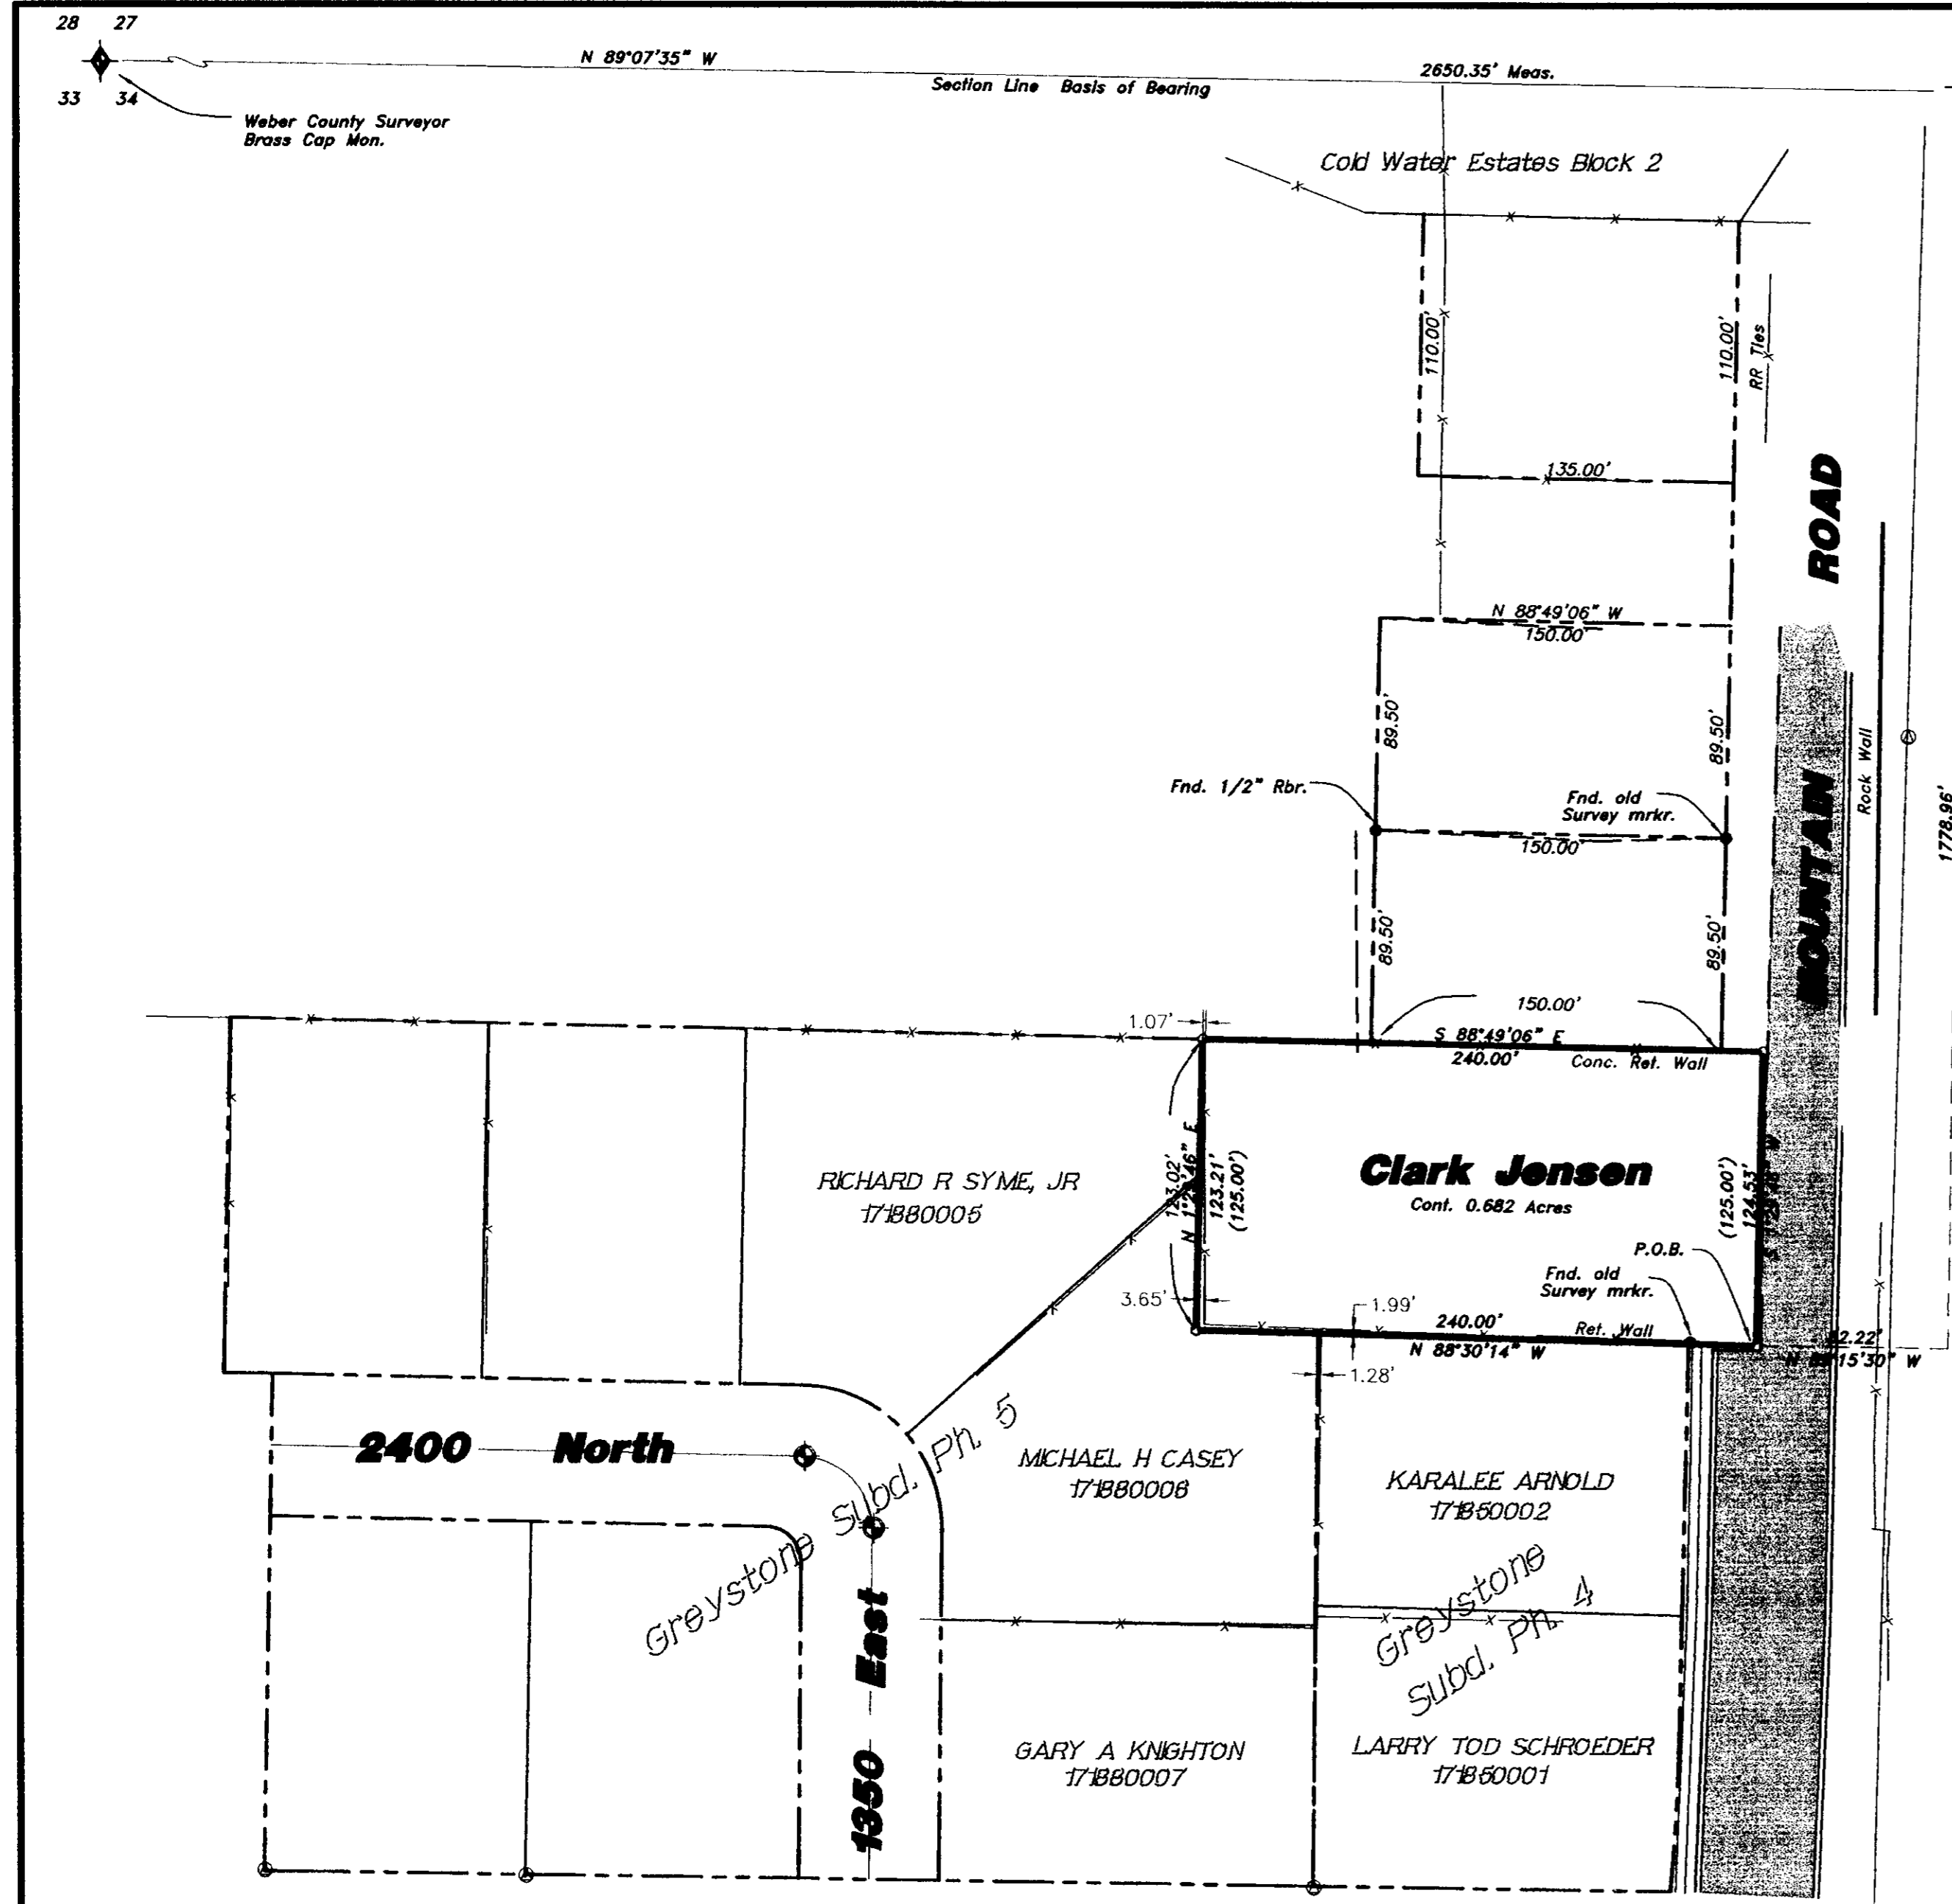 28 27
33 34
N 89°07'35" W
2650.35' Meas.
Section Line Basis of Bearing
Weber County Surveyor
Brass Cap Mon.
Cold Water Estates Block 2
110.00'
110.00'
RR Ties
135.00'
ROAD
N 88°49'06" W
150.00'
89.50'
89.50'
Rock Wall
MOUNTAIN
1778.96'
Fnd. 1/2" Rbr.
Fnd. old
Survey mrkr.
150.00'
89.50'
89.50'
150.00'
1.07'
S 88°49'06" E
240.00'
Conc. Ret. Wall
RICHARD R SYME, JR
171880005
123.02'
123.21'
(125.00')
Clark Jensen
Cont. 0.682 Acres
(125.00')
124.53'
P.O.B.
Fnd. old
Survey mrkr.
3.65'
1.99'
240.00'
Ret. Wall
N 88°30'14" W
1.28'
2400 North
Greystone Subd. Ph. 5
MICHAEL H CASEY
171880006
KARALEE ARNOLD
171850002
1350 East
Greystone
Subd. Ph. 4
GARY A KNIGHTON
171880007
LARRY TOD SCHROEDER
171850001